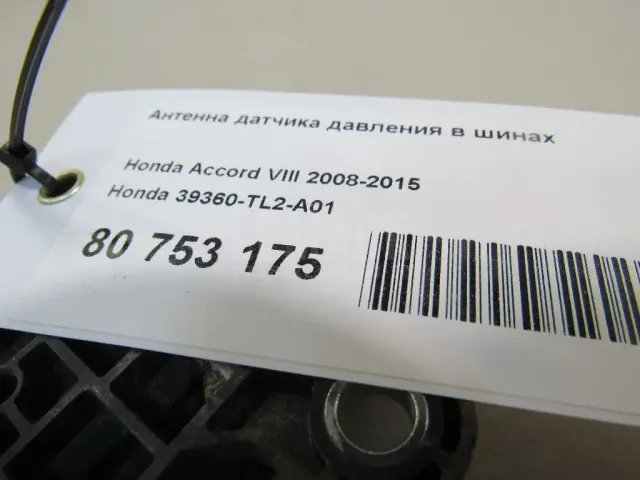 Антенна датчика давления в шинах
Honda Accord VIII 2008-2015
Honda 39360-TL2-A01
80 753 175